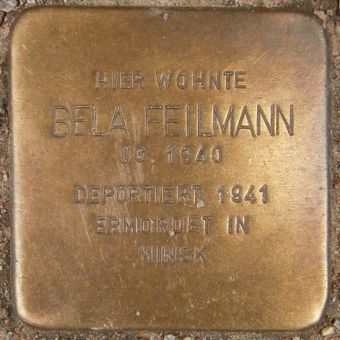 HIER WOHNTE
BELA FEILMANN
JG. 1940
DEPORTIERT 1941
ERMORDET IN
MINSK